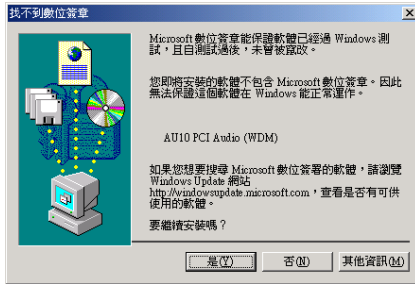 找不到數位簽章
Microsoft 數位簽章能保證軟體已經過 Windows 測
試，且自測試過後，未曾被竄改。
您即將安裝的軟體不包含 Microsoft 數位簽章。因此
無法保證這個軟體在 Windows 能正常運作。
AU10 PCI Audio (WDM)
如果您想要搜尋 Microsoft 數位簽署的軟體，請瀏覽
Windows Update 網站
http://windowsupdate.microsoft.com，查看是否有可供
使用的軟體。
要繼續安裝嗎？
是(Y) 否(N) 其他資訊(M)